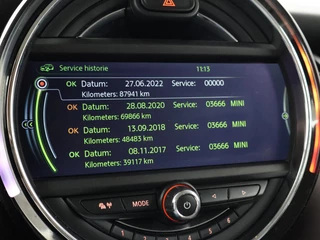 Service historie 11:13
OK Datum: 27.06.2022 Service: 00000
Kilometers: 87941 km
OK Datum: 28.08.2020 Service: 03666 MINI
Kilometers: 69866 km
OK Datum: 13.09.2018 Service: 03666 MINI
Kilometers: 48483 km
OK Datum: 08.11.2017 Service: 03666 MINI
Kilometers: 39117 km